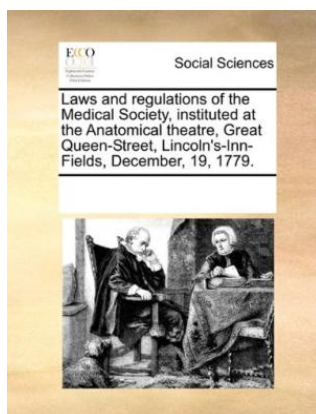 ECCO
Social Sciences
Laws and regulations of the
Medical Society, instituted at
the Anatomical theatre, Great
Queen-Street, Lincoln's-Inn-
Fields, December, 19, 1779.